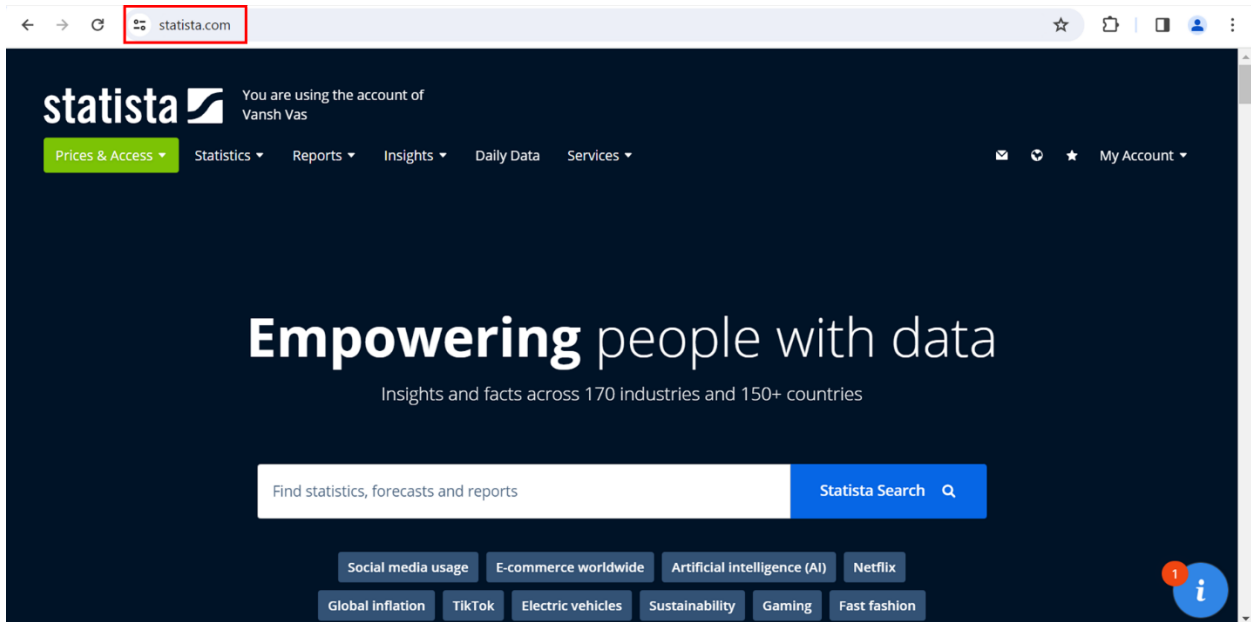 statista.com
statista
You are using the account of
Vansh Vas
Prices & Access Statistics Reports Insights Daily Data Services My Account
Empowering people with data
Insights and facts across 170 industries and 150+ countries
Find statistics, forecasts and reports Statista Search
Social media usage E-commerce worldwide Artificial intelligence (AI) Netflix
Global inflation TikTok Electric vehicles Sustainability Gaming Fast fashion
1
i